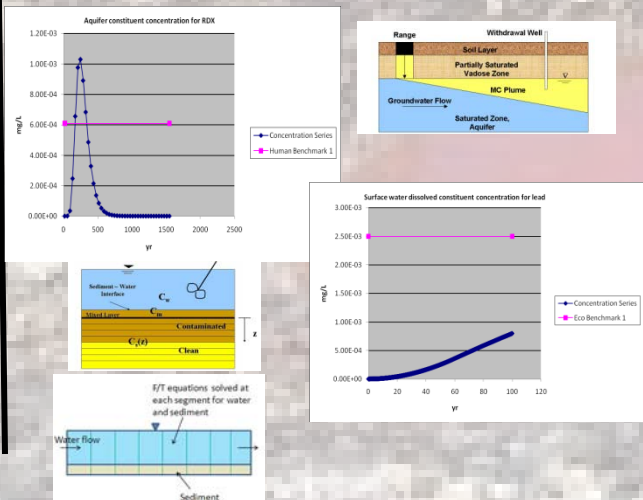 Aquifer constituent concentration for RDX
1.20E-03
1.00E-03
8.00E-04
6.00E-04
4.00E-04
2.00E-04
0.00E+00
mg/L
0
500
1000
1500
2000
2500
yr
Concentration Series
Human Benchmark 1
Range
Withdrawal Well
Soil Layer
Partially Saturated
Vadose Zone
MC Plume
Groundwater Flow
Saturated Zone,
Aquifer
Surface water dissolved constituent concentration for lead
3.00E-03
2.50E-03
2.00E-03
1.50E-03
1.00E-03
5.00E-04
0.00E+00
mg/L
0
20
40
60
80
100
120
yr
Concentration Series
Eco Benchmark 1
Sediment – Water
Interface
Cw
Mixed Layer
Cm
Contaminated
z
Cs(z)
Clean
F/T equations solved at
each segment for water
and sediment
Water flow
Sediment